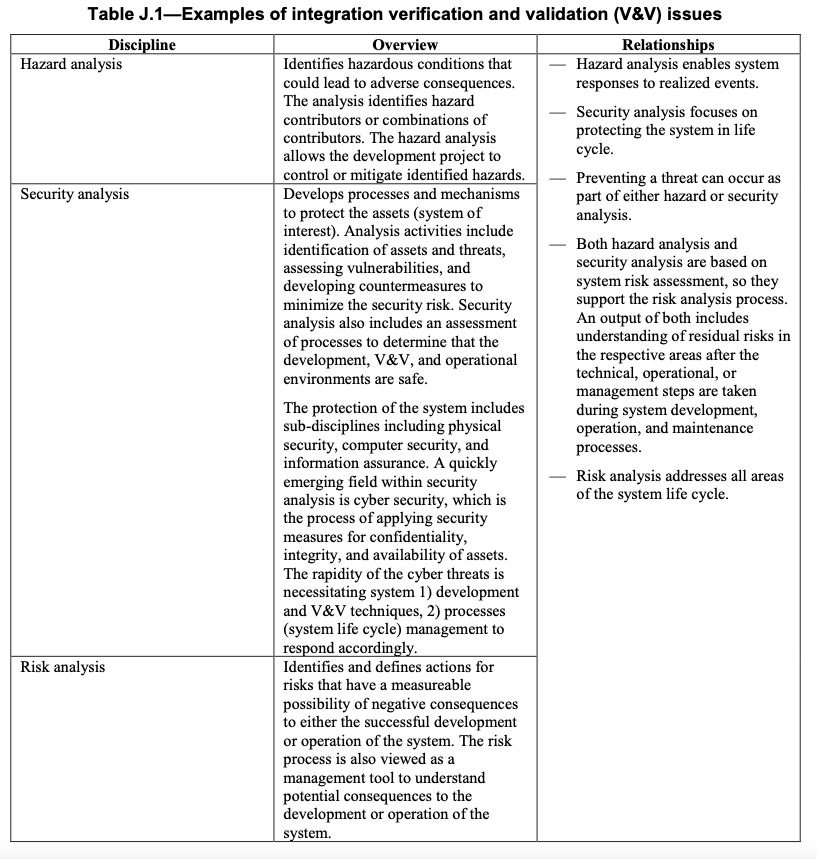 Table J.1—Examples of integration verification and validation (V&V) issues
Discipline
Overview
Relationships
Hazard analysis
Identifies hazardous conditions that
could lead to adverse consequences.
The analysis identifies hazard
contributors or combinations of
contributors. The hazard analysis
allows the development project to
control or mitigate identified hazards.
Security analysis
Develops processes and mechanisms
to protect the assets (system of
interest). Analysis activities include
identification of assets and threats,
assessing vulnerabilities, and
developing countermeasures to
minimize the security risk. Security
analysis also includes an assessment
of processes to determine that the
development, V&V, and operational
environments are safe.
The protection of the system includes
sub-disciplines including physical
security, computer security, and
information assurance. A quickly
emerging field within security
analysis is cyber security, which is
the process of applying security
measures for confidentiality,
integrity, and availability of assets.
The rapidity of the cyber threats is
necessitating system 1) development
and V&V techniques, 2) processes
(system life cycle) management to
respond accordingly.
Risk analysis
Identifies and defines actions for
risks that have a measureable
possibility of negative consequences
to either the successful development
or operation of the system. The risk
process is also viewed as a
management tool to understand
potential consequences to the
development or operation of the
system.
— Hazard analysis enables system
responses to realized events.
— Security analysis focuses on
protecting the system in life
cycle.
— Preventing a threat can occur as
part of either hazard or security
analysis.
— Both hazard analysis and
security analysis are based on
system risk assessment, so they
support the risk analysis process.
An output of both includes
understanding of residual risks in
the respective areas after the
technical, operational, or
management steps are taken
during system development,
operation, and maintenance
processes.
— Risk analysis addresses all areas
of the system life cycle.